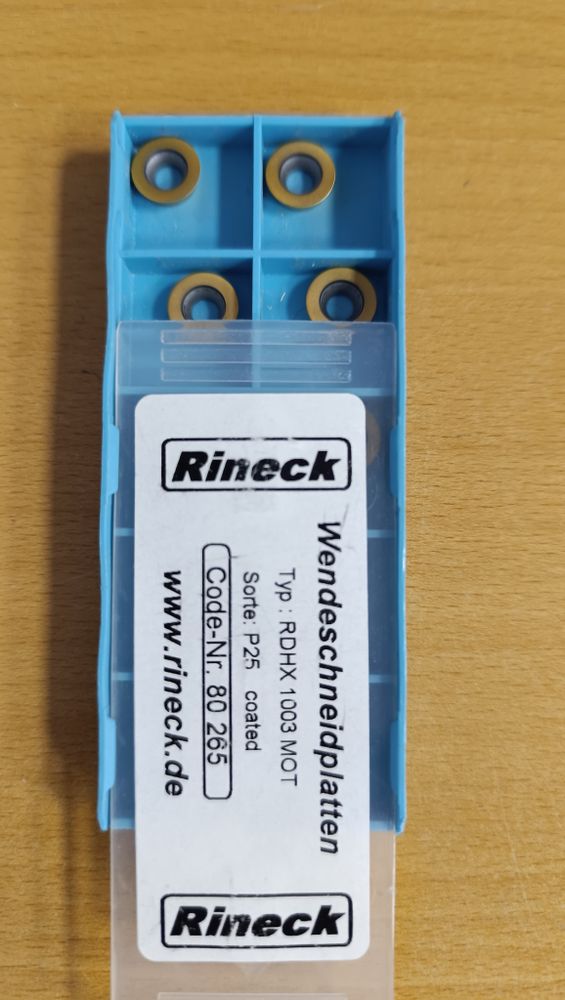 Rineck
Wendeschneidplatten
Typ : RDHX 1003 MOT
Sorte: P25 coated
Code-Nr. 80 265
www.rineck.de
Rineck